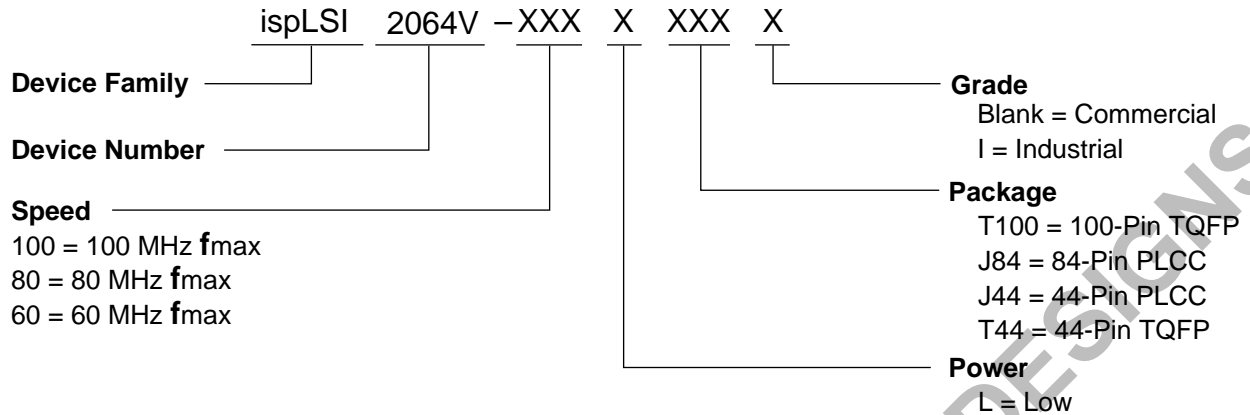 ispLSI 2064V – XXX X XXX X
Device Family
Device Number
Speed
100 = 100 MHz fmax
80 = 80 MHz fmax
60 = 60 MHz fmax
Grade
Blank = Commercial
I = Industrial
Package
T100 = 100-Pin TQFP
J84 = 84-Pin PLCC
J44 = 44-Pin PLCC
T44 = 44-Pin TQFP
Power
L = Low
DESIGNS